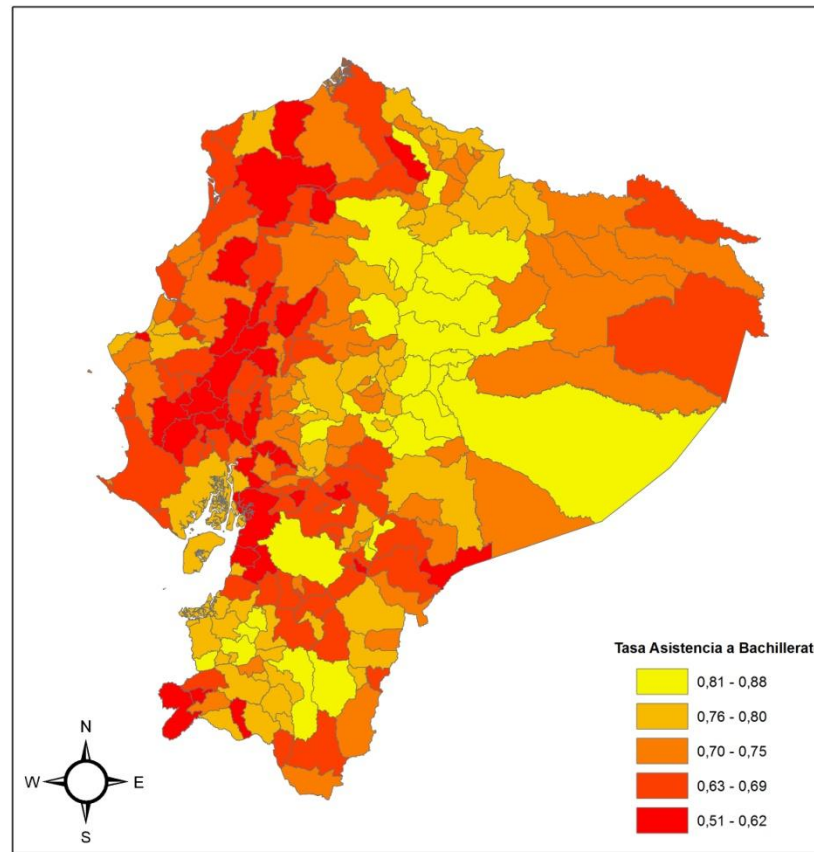 Tasa Asistencia a Bachillerat
0,81 - 0,88
0,76 - 0,80
0,70 - 0,75
0,63 - 0,69
0,51 - 0,62
N
W E
S